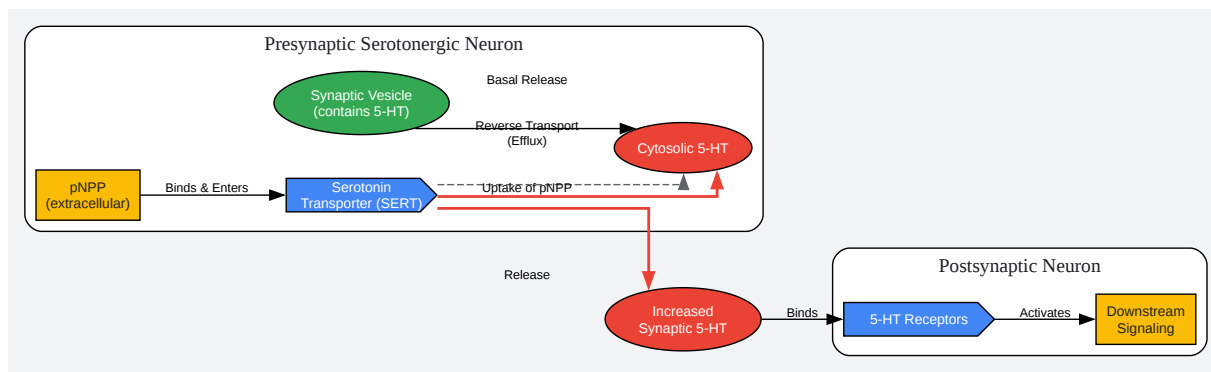 Presynaptic Serotonergic Neuron
Synaptic Vesicle
(contains 5-HT)
Basal Release
Reverse Transport
(Efflux)
Cytosolic 5-HT
pNPP
(extracellular)
Binds & Enters
Serotonin
Transporter (SERT)
Uptake of pNPP
Release
Increased
Synaptic 5-HT
Binds
Postsynaptic Neuron
5-HT Receptors
Activates
Downstream
Signaling